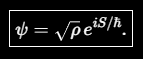 ψ = √ρ e^{iS/ℏ}.